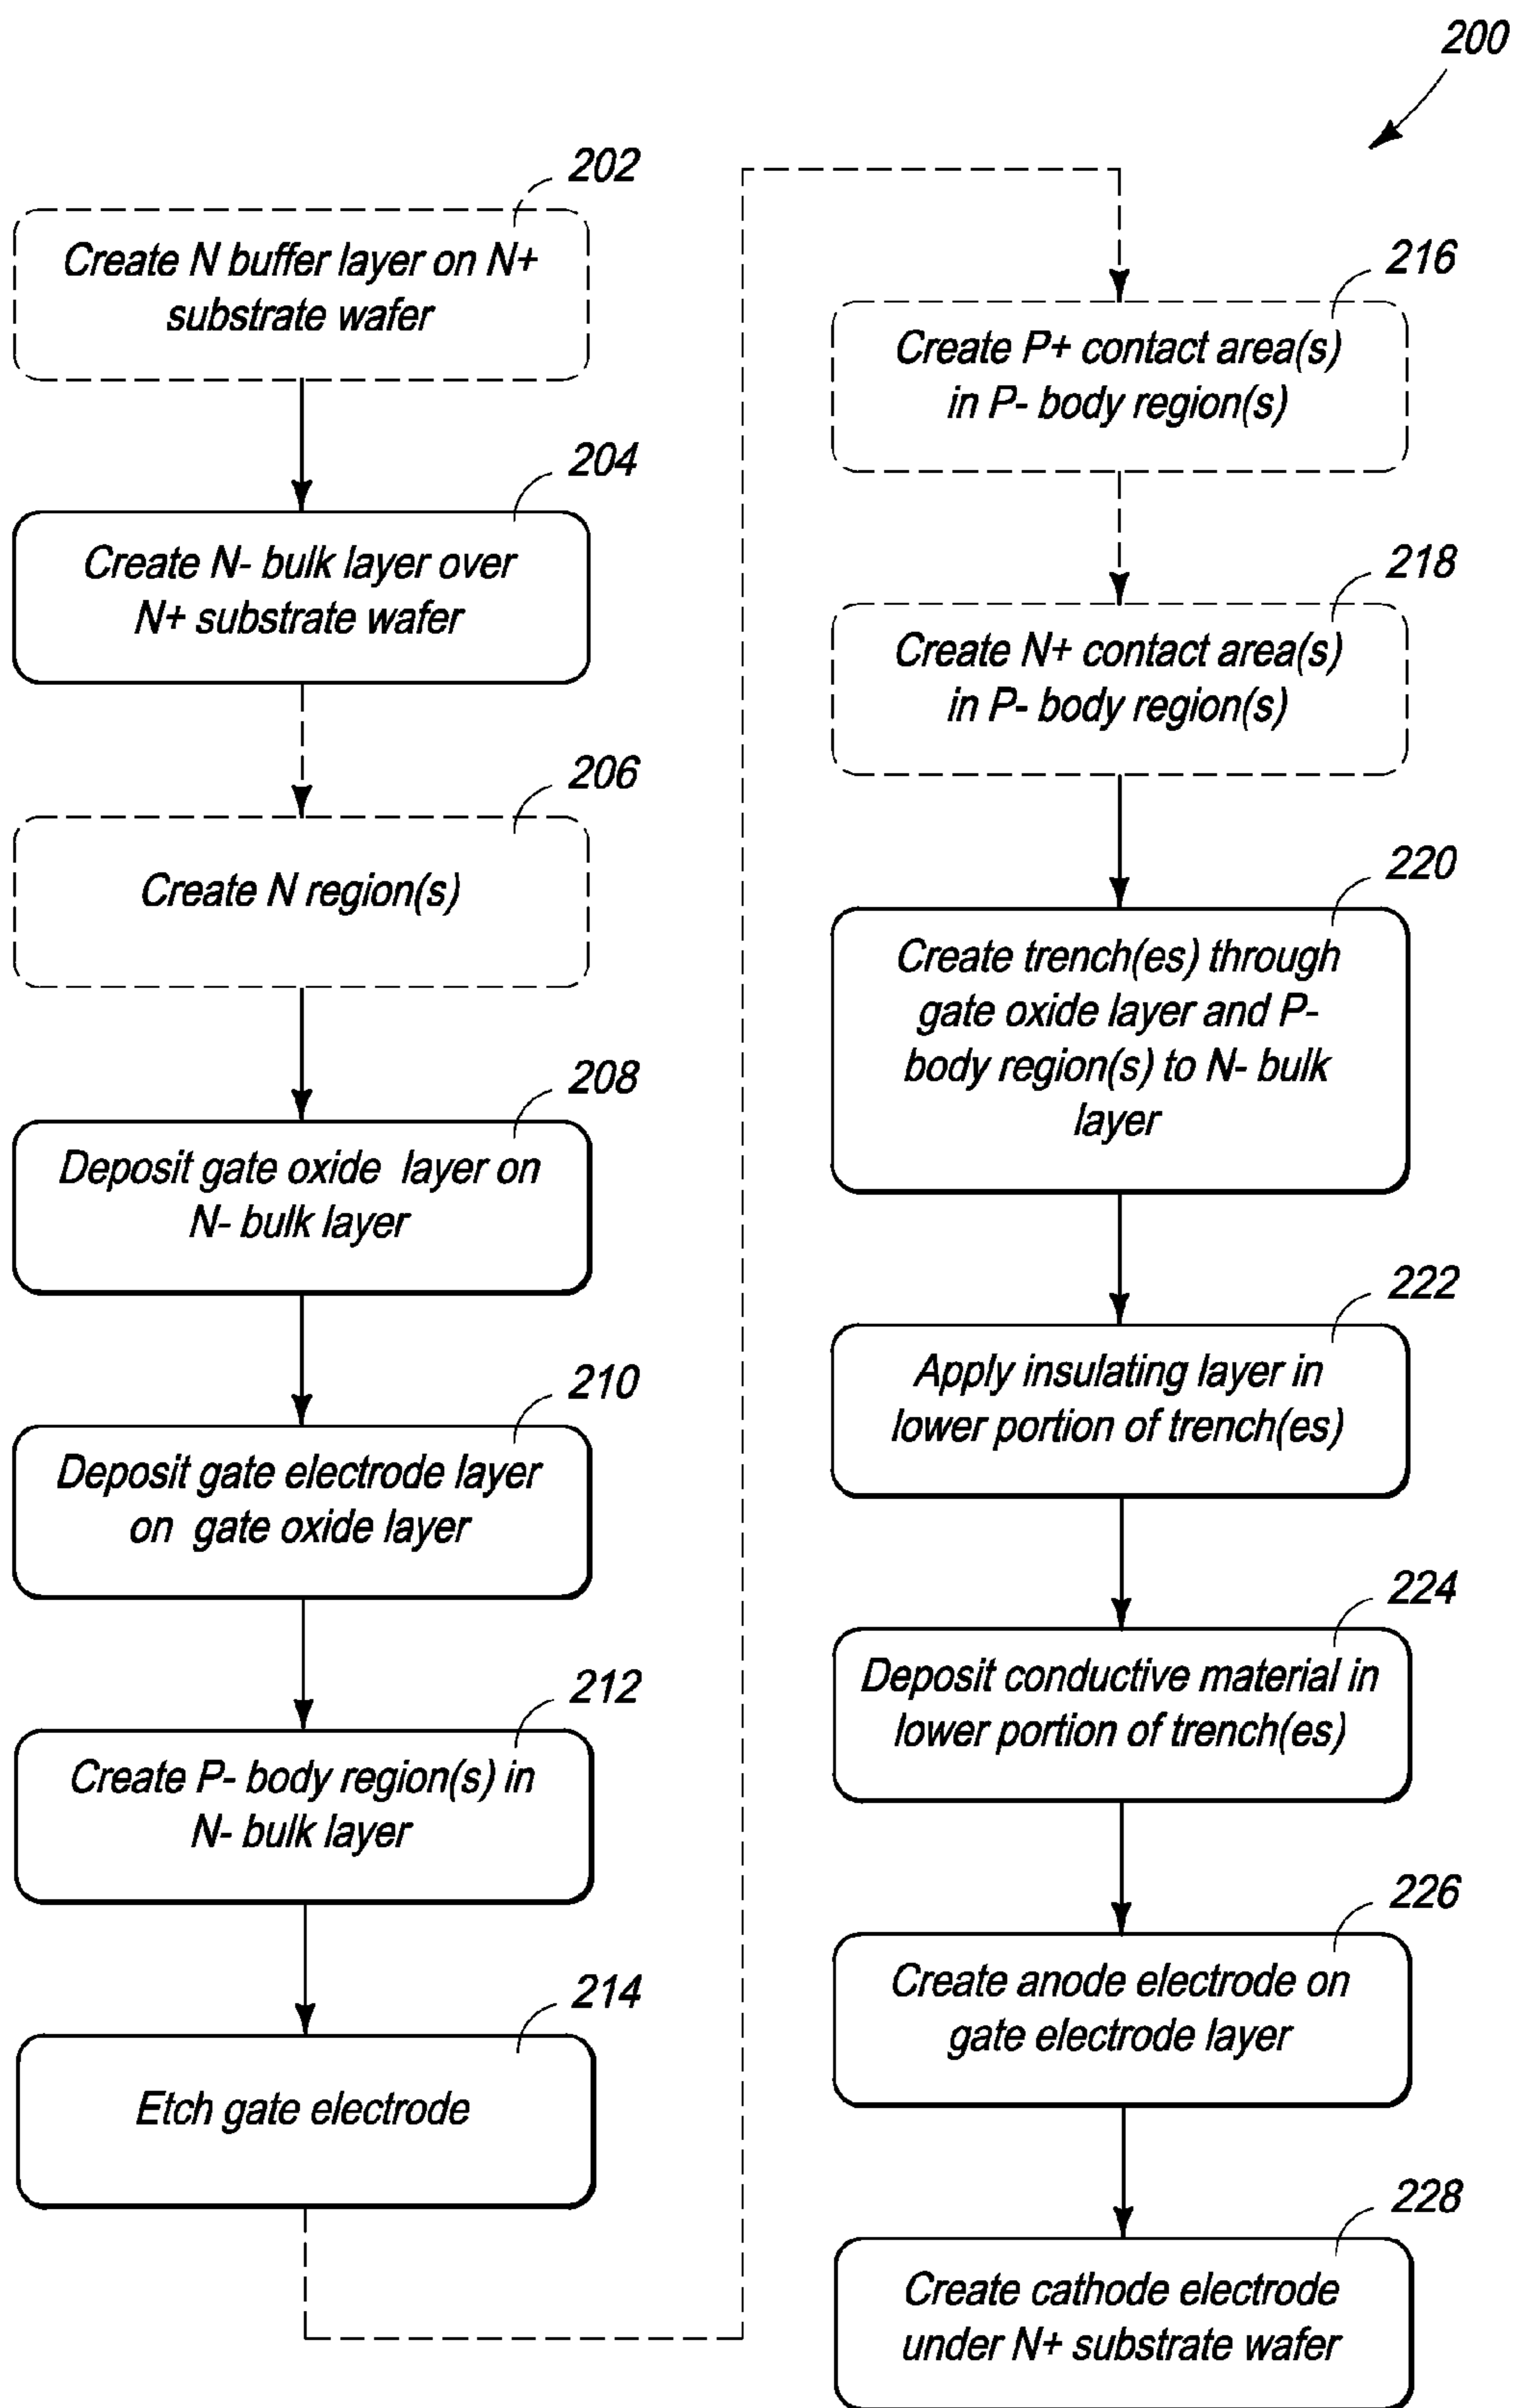 200
202
Create N buffer layer on N+
substrate wafer
204
Create N- bulk layer over
N+ substrate wafer
206
Create N region(s)
208
Deposit gate oxide layer on
N- bulk layer
210
Deposit gate electrode layer
on gate oxide layer
212
Create P- body region(s) in
N- bulk layer
214
Etch gate electrode
216
Create P+ contact area(s)
in P- body region(s)
218
Create N+ contact area(s)
in P- body region(s)
220
Create trench(es) through
gate oxide layer and P-
body region(s) to N- bulk
layer
222
Apply insulating layer in
lower portion of trench(es)
224
Deposit conductive material in
lower portion of trench(es)
226
Create anode electrode on
gate electrode layer
228
Create cathode electrode
under N+ substrate wafer